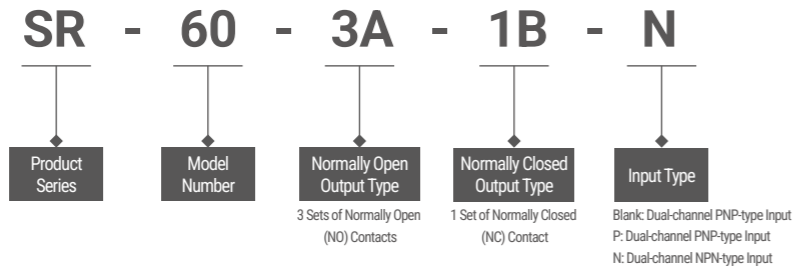 SR - 60 - 3A - 1B - N
Product
Series
Model
Number
Normally Open
Output Type
3 Sets of Normally Open
(NO) Contacts
Normally Closed
Output Type
1 Set of Normally Closed
(NC) Contact
Input Type
Blank: Dual-channel PNP-type Input
P: Dual-channel PNP-type Input
N: Dual-channel NPN-type Input